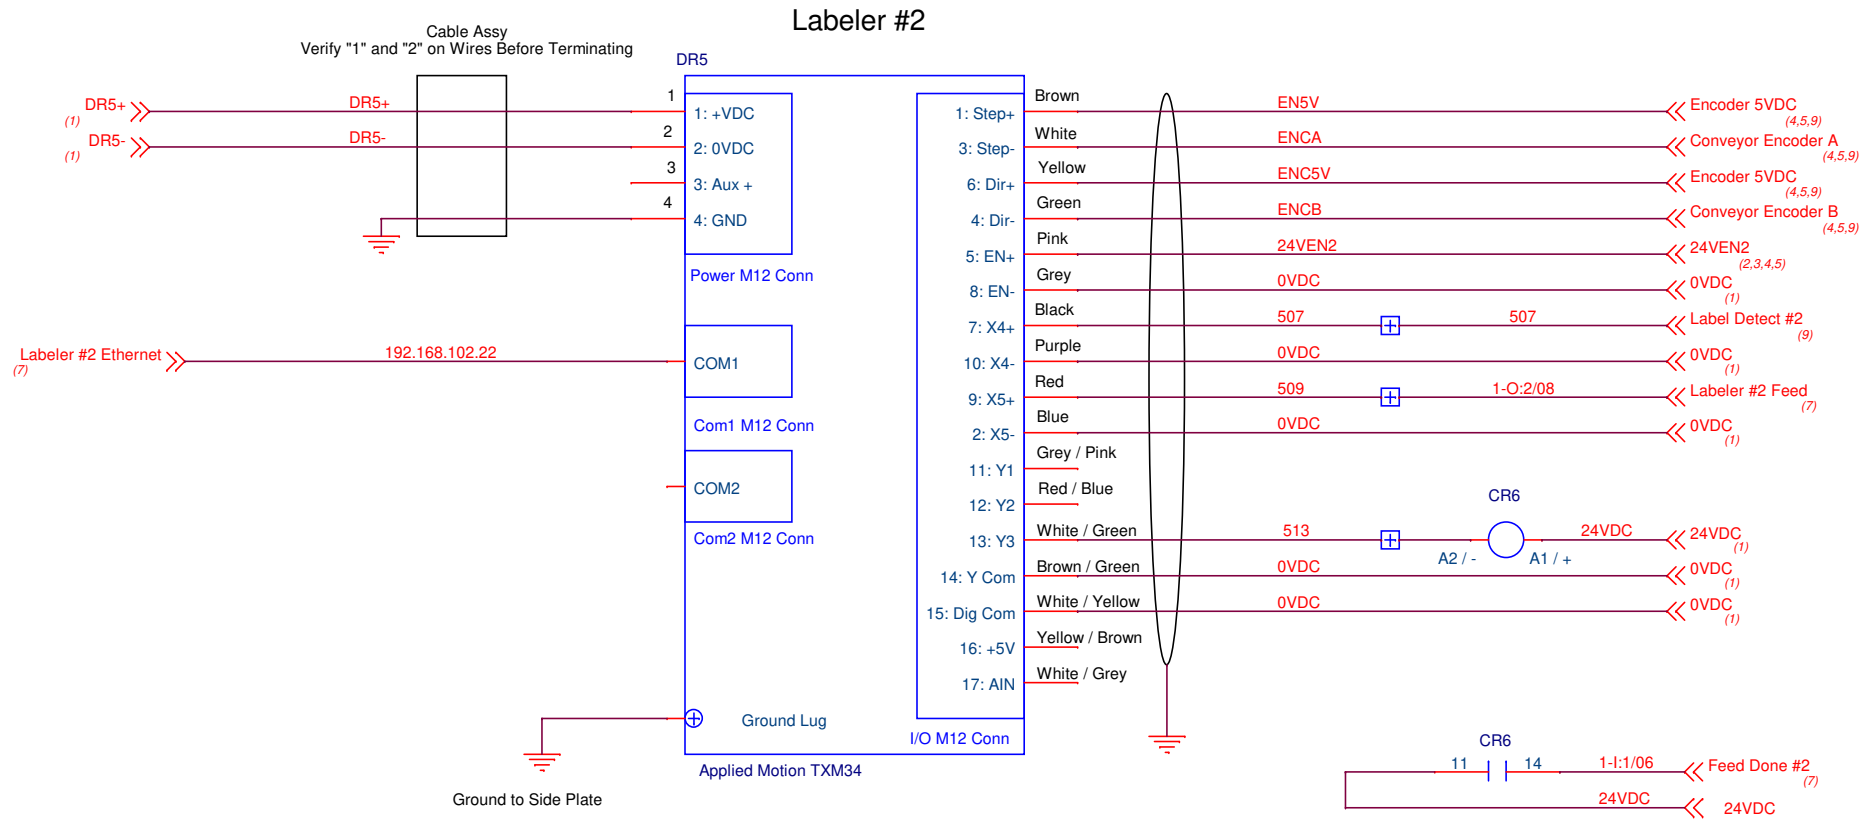 Labeler #2
Cable Assy
Verify "1" and "2" on Wires Before Terminating
DR5
DR5+
(1)
DR5+
1
1: +VDC
DR5-
(1)
DR5-
2
2: 0VDC
3
3: Aux +
4
4: GND
Power M12 Conn
Labeler #2 Ethernet
(7)
192.168.102.22
COM1
Com1 M12 Conn
COM2
Com2 M12 Conn
Ground Lug
Ground to Side Plate
Applied Motion TXM34
I/O M12 Conn
1: Step+
Brown
EN5V
Encoder 5VDC
(4,5,9)
3: Step-
White
ENCA
Conveyor Encoder A
(4,5,9)
6: Dir+
Yellow
ENC5V
Encoder 5VDC
(4,5,9)
4: Dir-
Green
ENCB
Conveyor Encoder B
(4,5,9)
5: EN+
Pink
24VEN2
24VEN2
(2,3,4,5)
8: EN-
Grey
0VDC
0VDC
(1)
7: X4+
Black
507
507
Label Detect #2
(9)
10: X4-
Purple
0VDC
0VDC
(1)
9: X5+
Red
509
1-O:2/08
Labeler #2 Feed
(7)
2: X5-
Blue
0VDC
0VDC
(1)
11: Y1
Grey / Pink
12: Y2
Red / Blue
13: Y3
White / Green
513
CR6
A2 / -
A1 / +
24VDC
24VDC
(1)
14: Y Com
Brown / Green
0VDC
0VDC
(1)
15: Dig Com
White / Yellow
0VDC
0VDC
(1)
16: +5V
Yellow / Brown
17: AIN
White / Grey
CR6
11
14
1-I:1/06
Feed Done #2
(7)
24VDC
24VDC